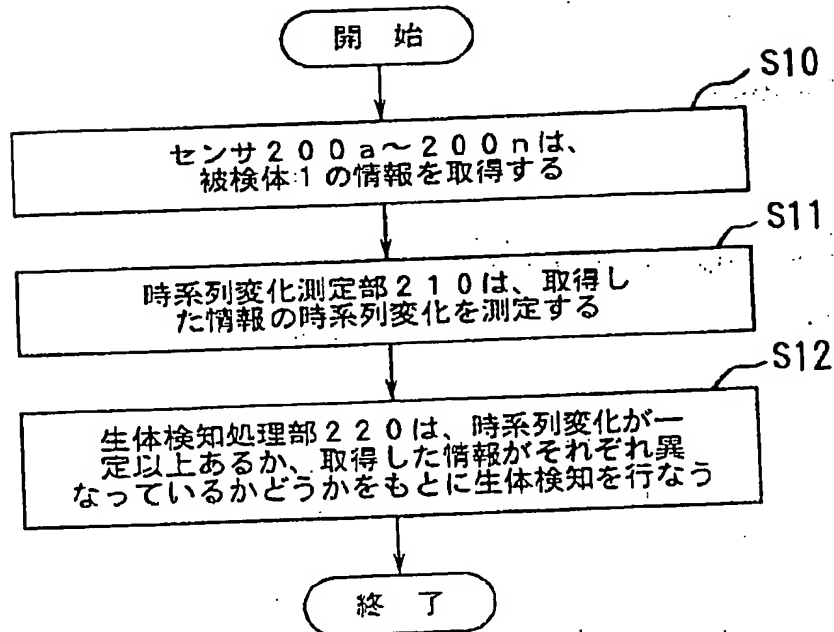 開 始
S10
センサ２００ａ～２００ｎは、
被検体１の情報を取得する
S11
時系列変化測定部２１０は、取得し
た情報の時系列変化を測定する
S12
生体検知処理部２２０は、時系列変化が一
定以上あるか、取得した情報がそれぞれ異
なっているかどうかをもとに生体検知を行なう
終 了